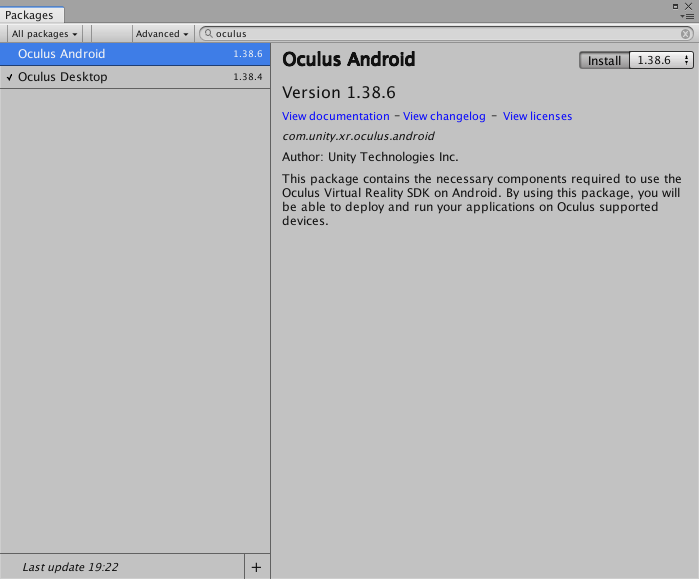 Packages
All packages Advanced oculus
Oculus Android 1.38.6
✓ Oculus Desktop 1.38.4
Last update 19:22 +
Oculus Android Install 1.38.6
Version 1.38.6
View documentation - View changelog - View licenses
com.unity.xr.oculus.android
Author: Unity Technologies Inc.
This package contains the necessary components required to use the
Oculus Virtual Reality SDK on Android. By using this package, you will
be able to deploy and run your applications on Oculus supported
devices.